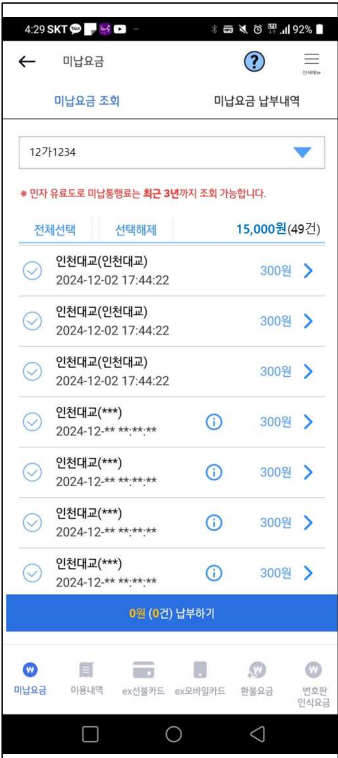 4:29 SKT 92%
미납요금
?
전체메뉴
미납요금 조회 미납요금 납부내역
12가1234
* 민자 유료도로 미납통행료는 최근 3년까지 조회 가능합니다.
전체선택 선택해제 15,000원(49건)
인천대교(인천대교)
2024-12-02 17:44:22
300원
인천대교(인천대교)
2024-12-02 17:44:22
300원
인천대교(인천대교)
2024-12-02 17:44:22
300원
인천대교(***)
2024-12-** **:**:**
300원
인천대교(***)
2024-12-** **:**:**
300원
인천대교(***)
2024-12-** **:**:**
300원
인천대교(***)
2024-12-** **:**:**
300원
0원 (0건) 납부하기
미납요금 이용내역 ex선불카드 ex모바일카드 환불요금 번호판
인식요금